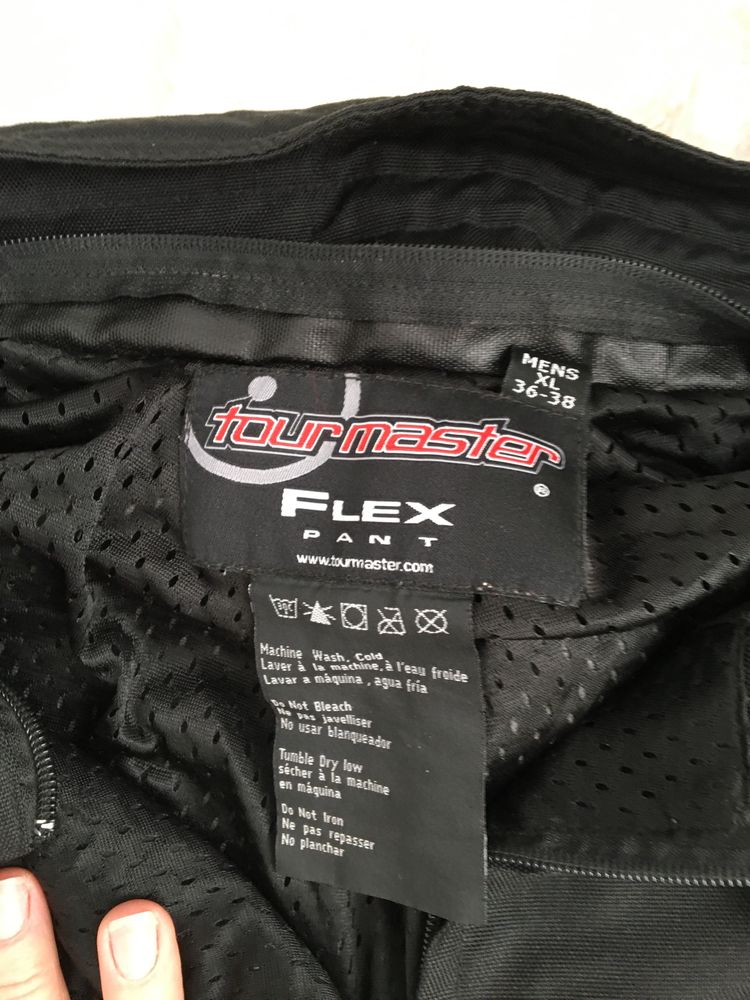 MENS
XL
36-38
tourmaster
®
FLEX
PANT
www.tourmaster.com
30C
Machine Wash, Cold
Laver à la machine, à l'eau froide
Lavar a máquina, agua fría
Do Not Bleach
Ne pas javelliser
No usar blanqueador
Tumble Dry low
sécher à la machine
en máquina
Do Not Iron
Ne pas repasser
No planchar